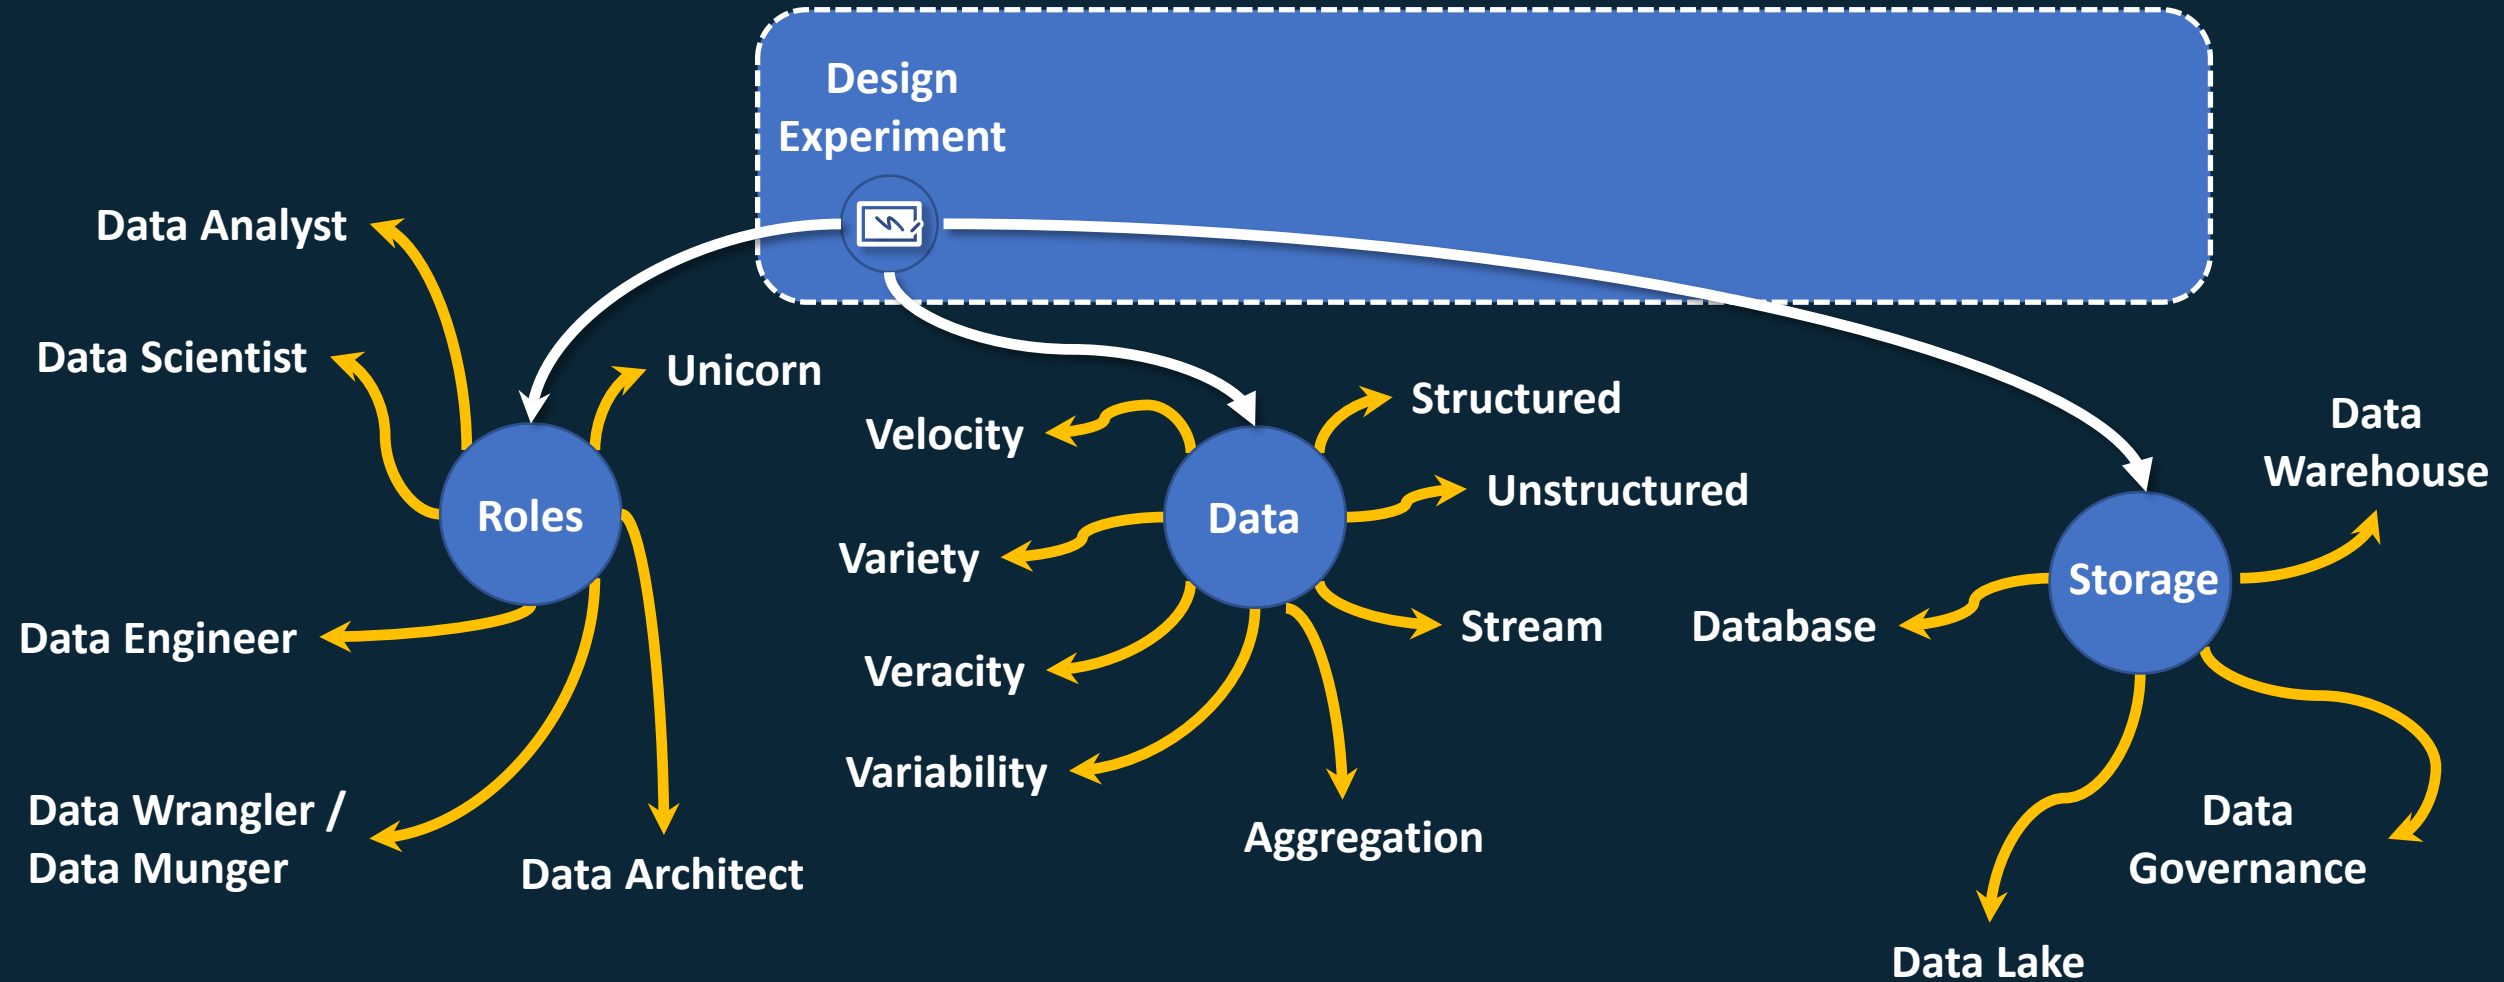 Design
Experiment
Data Analyst
Data Scientist
Unicorn
Roles
Data Engineer
Data Wrangler /
Data Munger
Data Architect
Velocity
Structured
Unstructured
Data
Variety
Stream
Veracity
Variability
Aggregation
Data
Warehouse
Storage
Database
Data
Governance
Data Lake